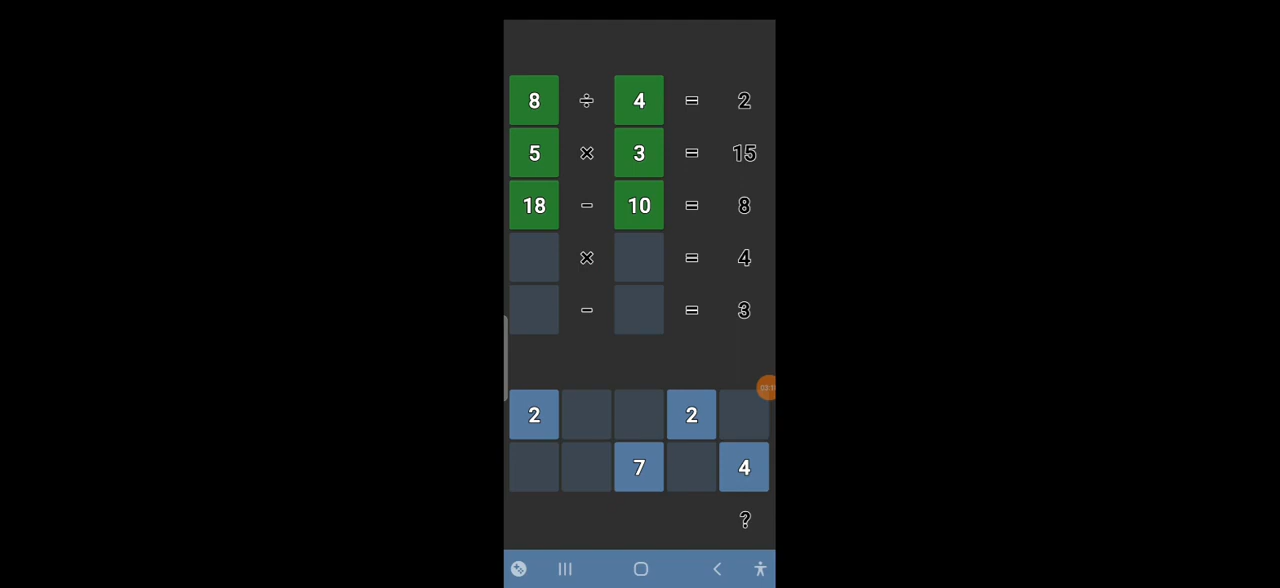 8 ÷ 4 = 2
5 × 3 = 15
18 - 10 = 8
× = 4
- = 3
2 2
7 4
?